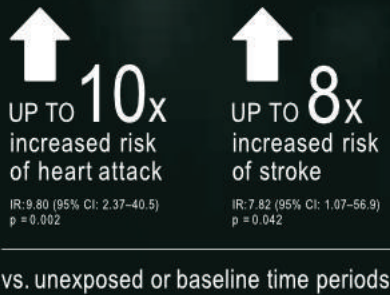 UP TO 10x
increased risk
of heart attack
IR:9.80 (95% CI: 2.37–40.5)
p = 0.002
UP TO 8x
increased risk
of stroke
IR:7.82 (95% CI: 1.07–56.9)
p = 0.042
vs. unexposed or baseline time periods